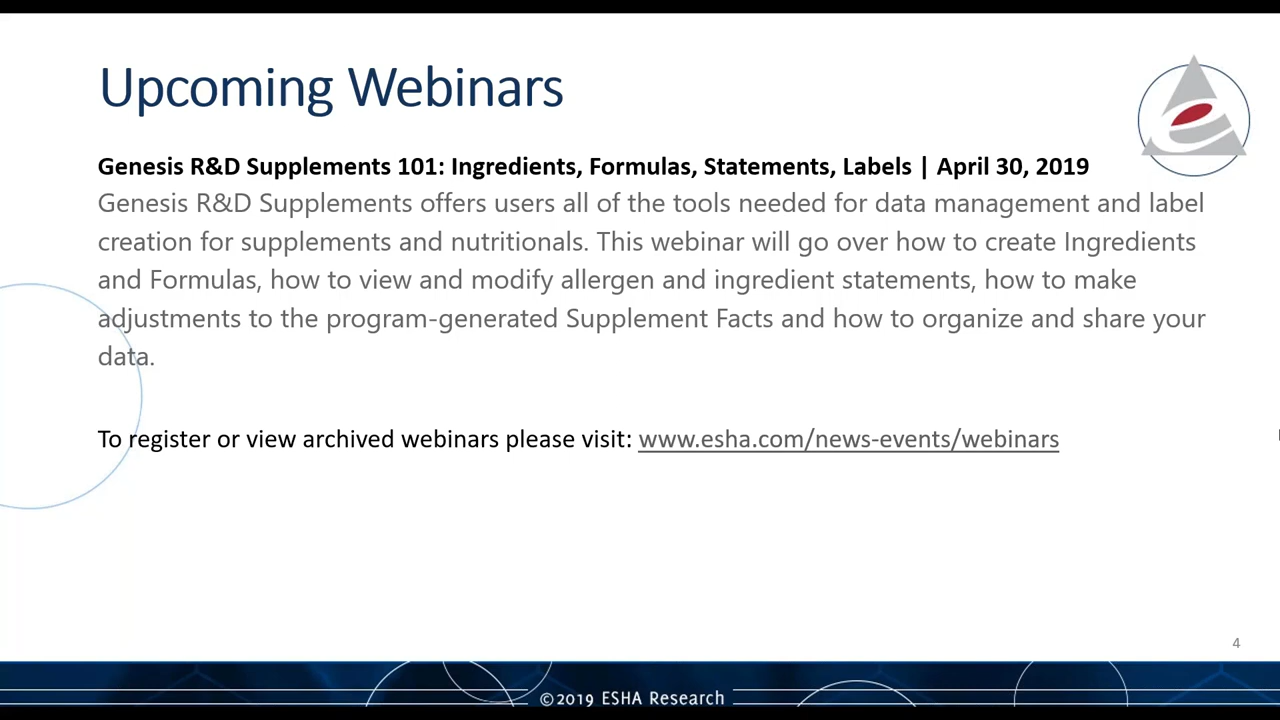 Upcoming Webinars
Genesis R&D Supplements 101: Ingredients, Formulas, Statements, Labels | April 30, 2019
Genesis R&D Supplements offers users all of the tools needed for data management and label
creation for supplements and nutritionals. This webinar will go over how to create Ingredients
and Formulas, how to view and modify allergen and ingredient statements, how to make
adjustments to the program-generated Supplement Facts and how to organize and share your
data.
To register or view archived webinars please visit: www.esha.com/news-events/webinars
4
©2019 ESHA Research